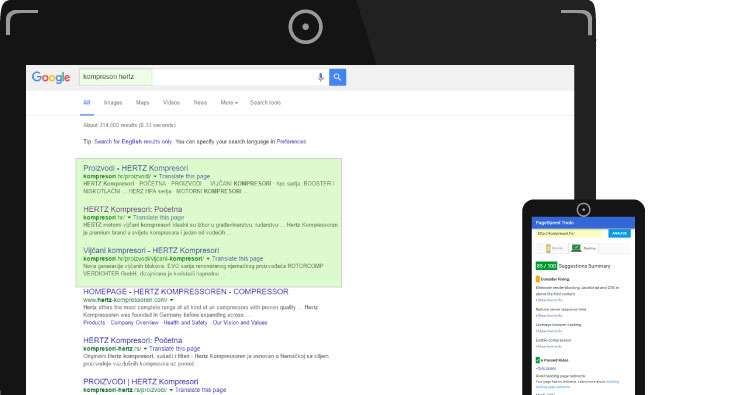 Google
kompresori hertz
All Images Maps Videos News More Search tools
About 314,000 results (0.33 seconds)
Tip: Search for English results only. You can specify your search language in Preferences
Proizvodi - HERTZ Kompresori
kompresori.hr/proizvodi/ Translate this page
HERTZ Kompresori · POČETNA · PROIZVODI ... VIJČANI KOMPRESORI · hpc serija BOOSTER I
NISKOTLAČNI ... HERZ HPA serija · MOTORNI KOMPRESORI ...
HERTZ Kompresori: Početna
kompresori.hr/ Translate this page
HERTZ motorni vijčani kompresori idealni su izbor u građevinarstvu, rudarstvu ... Hertz Kompressoren
je premium brand u svijetu kompresora i jedan od vodećih ...
Vijčani kompresori - HERTZ Kompresori
kompresori.hr/proizvodi/vijcani-kompresori/ Translate this page
Nova generacija vijčanih blokova EVO serija renomiranog njemačkog proizvođača ROTORCOMP
VERDICHTER GmbH, dizajnirana je koristeći naprednu ...
HOMEPAGE - HERTZ KOMPRESSOREN - COMPRESSOR
www.hertz-kompressoren.com/
Hertz offers the most complete range of all kind of air compressors with proven quality ... Hertz
Kompressoren was founded in Germany before expanding across ...
Products · Company Overview · Health and Safety · Our Vision and Values
HERTZ Kompresori: Početna
kompresori-hertz.rs/ Translate this page
Originalni Hertz kompresori, sušači i filteri - Hertz Kompressoren je osnovan u Nemačkoj sa ciljem
proizvodnje vazdušnih kompresora uz pomoć
PROIZVODI | HERTZ Kompresori
kompresori-hertz.rs/proizvodi/ Translate this page
PageSpeed Tools
http://kompresori.hr/ ANALYZE
Mobile Desktop
85 / 100 Suggestions Summary
Consider Fixing:
Eliminate render-blocking JavaScript and CSS in
above-the-fold content
Show how to fix
Reduce server response time
Show how to fix
Leverage browser caching
Show how to fix
Enable compression
Show how to fix
6 Passed Rules
Hide details
Avoid landing page redirects
Your page has no redirects. Learn more about avoiding
landing page redirects.